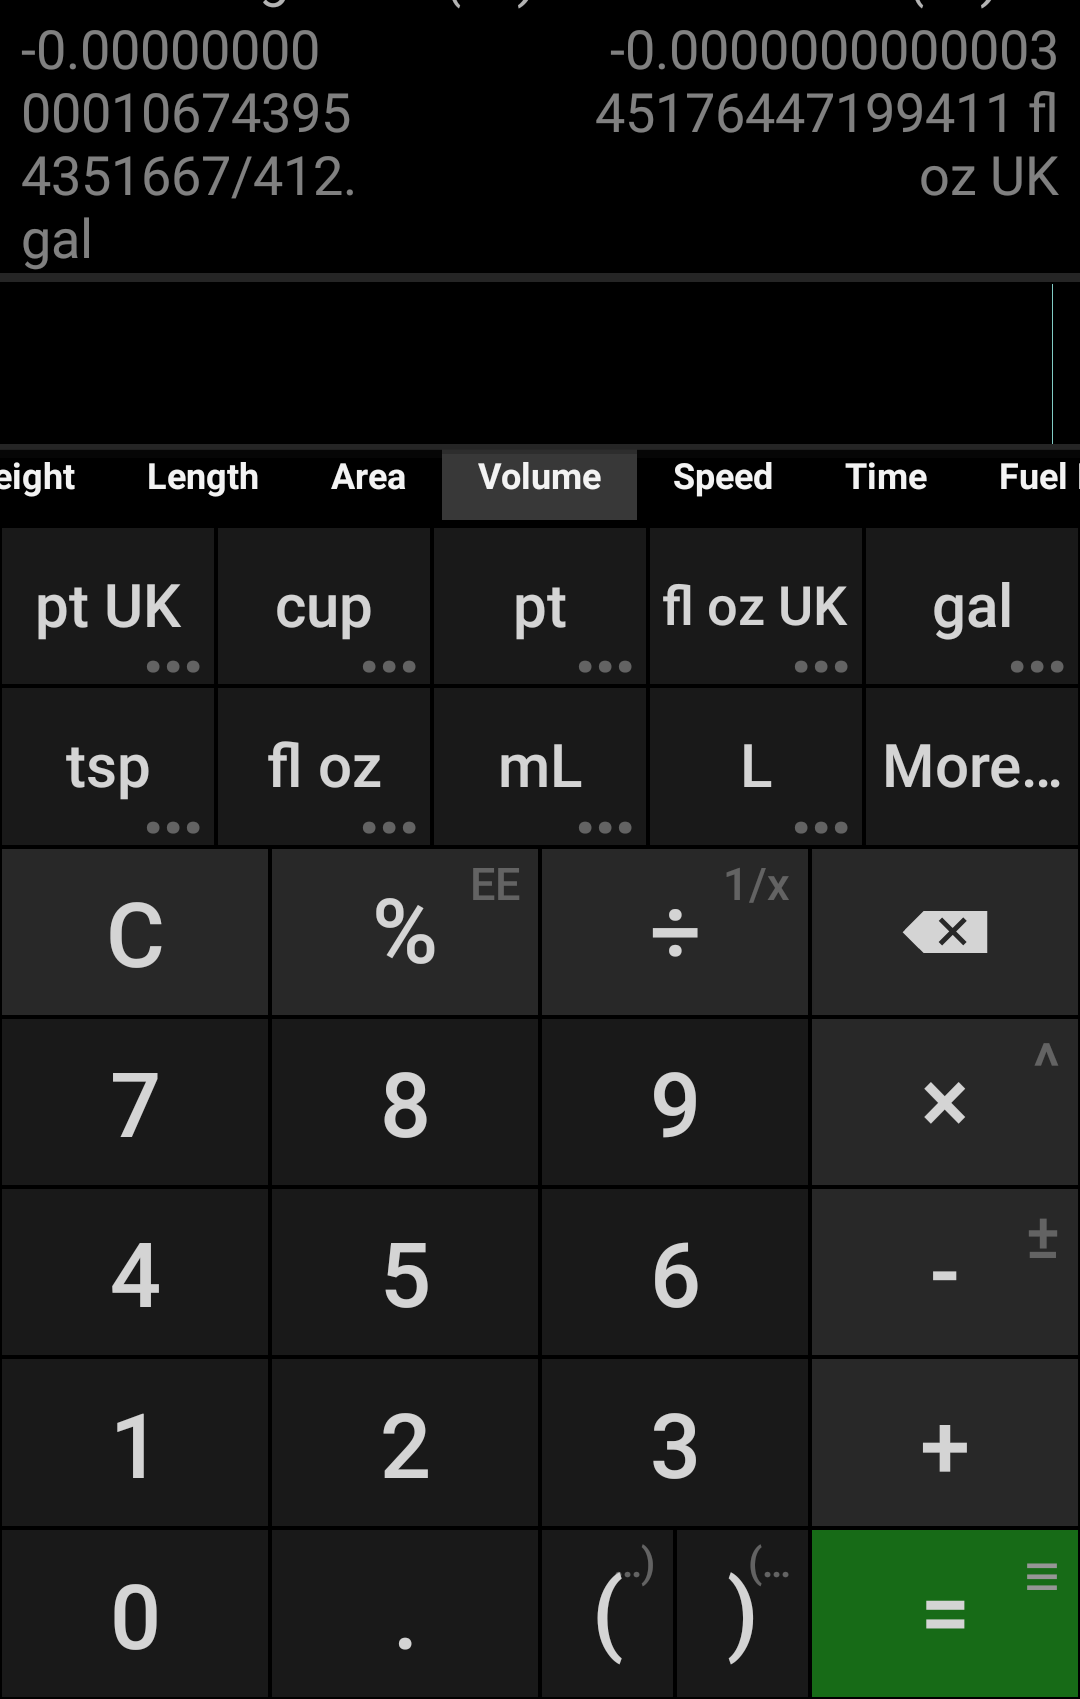 -0.00000000
00010674395
4351667/412.
gal
-0.0000000000003
45176447199411 fl
oz UK
eight Length Area Volume Speed Time Fuel
pt UK cup pt fl oz UK gal
tsp fl oz mL L More...
C % EE ÷ 1/x
7 8 9 × ^
4 5 6 - ±
1 2 3 + 
0 . ( ..) ) (... = ≡